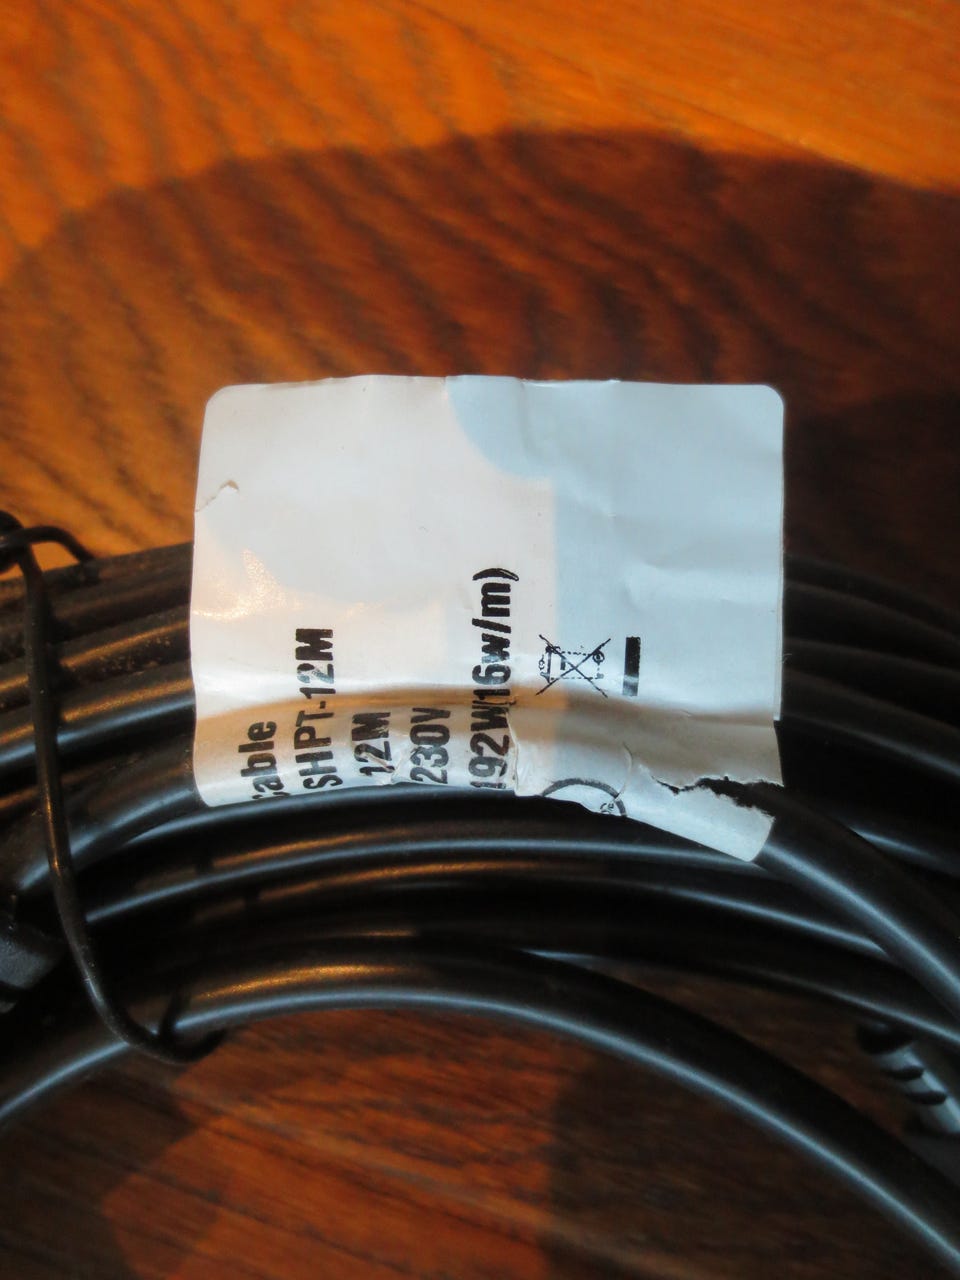 able
SHPT-12M
12M
230V
192W(16w/m)